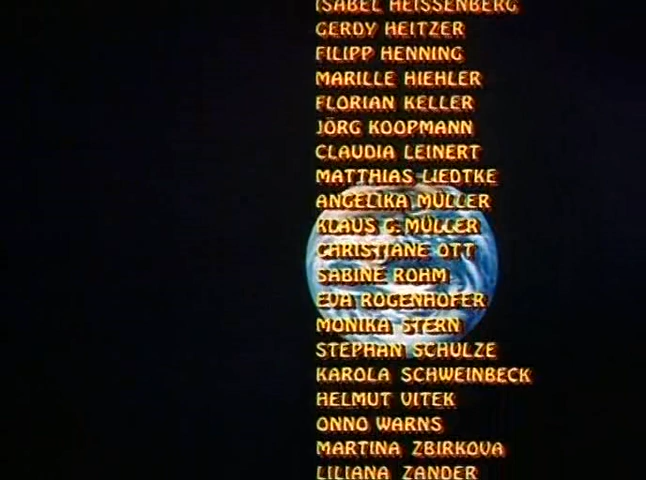 ISABEL HEISSENBERG
GERDY HEITZER
FILIPP HENNING
MARILLE HIEHLER
FLORIAN KELLER
JÖRG KOOPMANN
CLAUDIA LEINERT
MATTHIAS LIEDTKE
ANGELIKA MÜLLER
KLAUS G. MÜLLER
CHRISTIANE OTT
SABINE ROHM
EVA ROGENHOFER
MONIKA STERN
STEPHAN SCHULZE
KAROLA SCHWEINBECK
HELMUT VITEK
ONNO WARNS
MARTINA ZBIRKOVA
LILIANA ZANDER